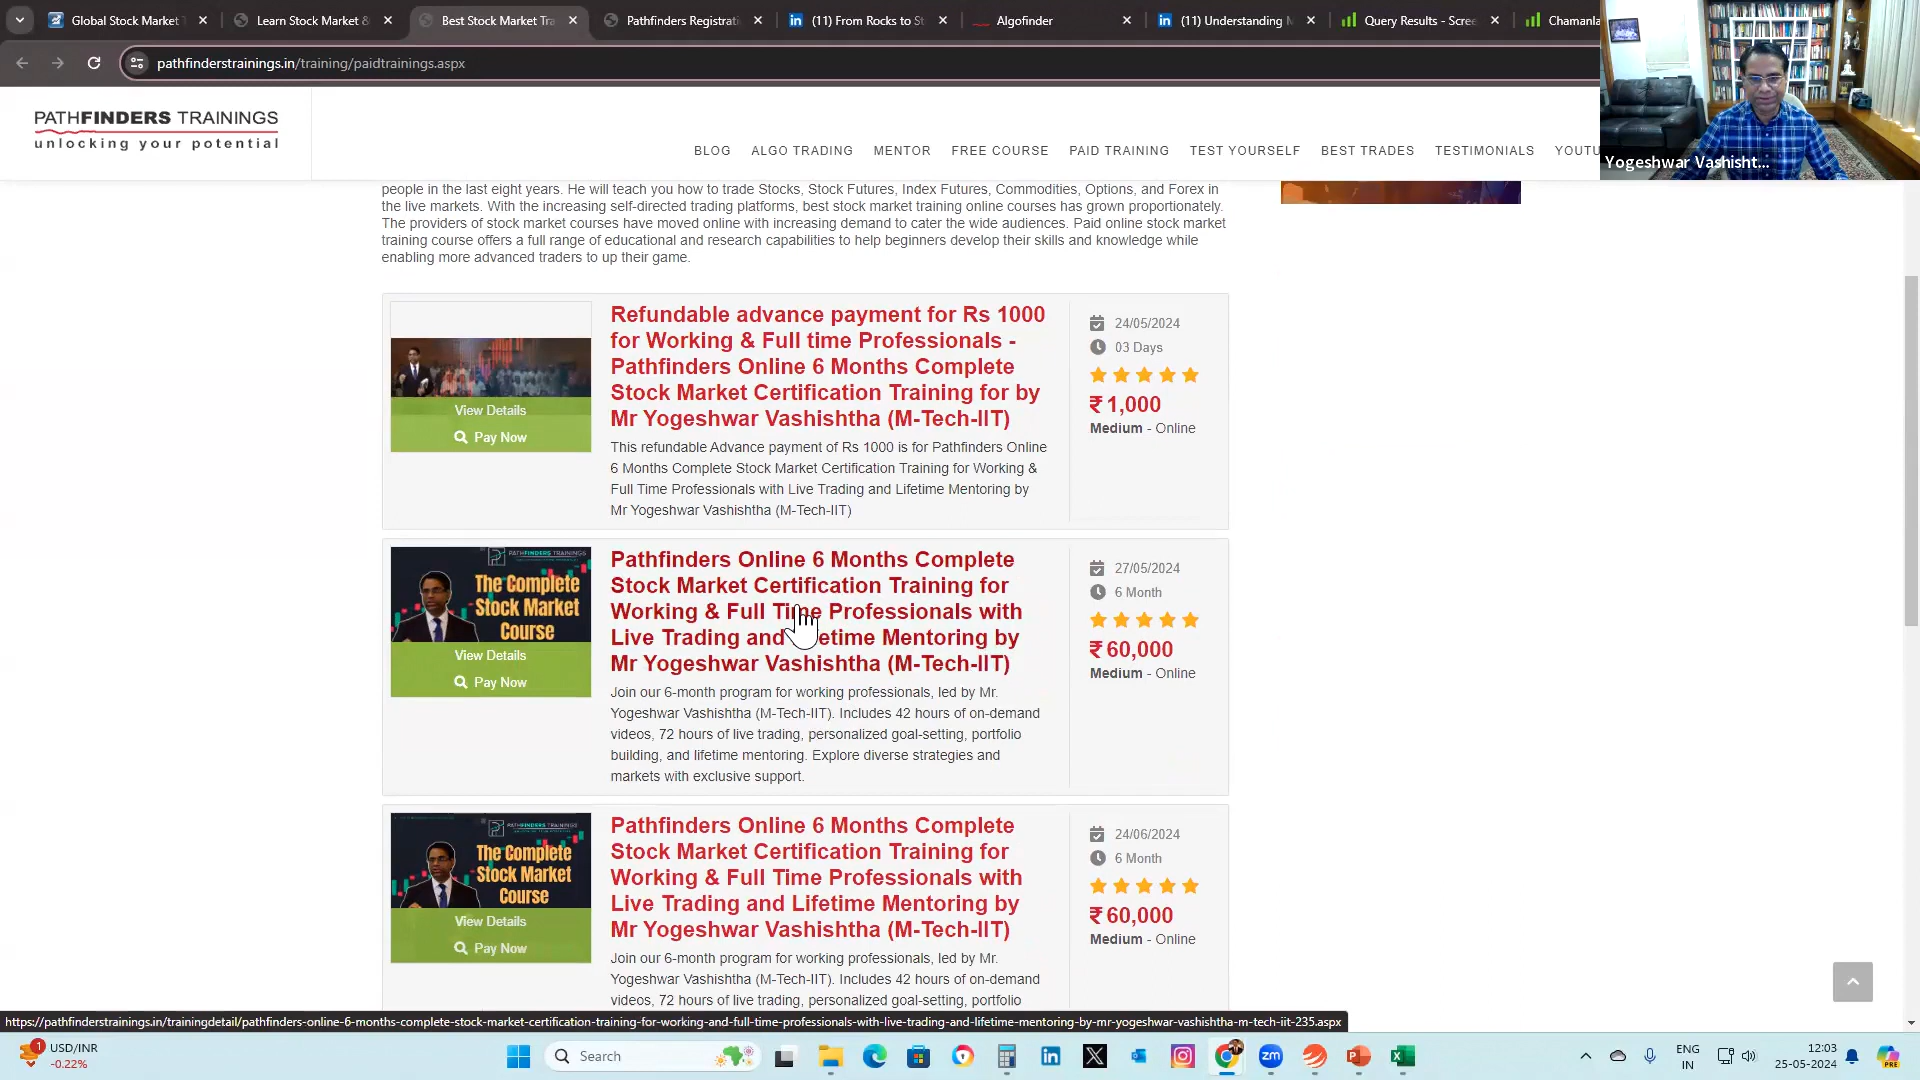 Global Stock Market T
Learn Stock Market &
Best Stock Market Tra
Pathfinders Registrati
(11) From Rocks to St
Algofinder
(11) Understanding
Query Results - Scree
Chamanla
pathfinderstrainings.in/training/paidtrainings.aspx
PATHFINDERS TRAININGS
unlocking your potential
BLOG
ALGO TRADING
MENTOR
FREE COURSE
PAID TRAINING
TEST YOURSELF
BEST TRADES
TESTIMONIALS
YOUTU
Yogeshwar Vashisht...
people in the last eight years. He will teach you how to trade Stocks, Stock Futures, Index Futures, Commodities, Options, and Forex in
the live markets. With the increasing self-directed trading platforms, best stock market training online courses has grown proportionately.
The providers of stock market courses have moved online with increasing demand to cater the wide audiences. Paid online stock market
training course offers a full range of educational and research capabilities to help beginners develop their skills and knowledge while
enabling more advanced traders to up their game.
View Details
Pay Now
Refundable advance payment for Rs 1000
for Working & Full time Professionals -
Pathfinders Online 6 Months Complete
Stock Market Certification Training for by
Mr Yogeshwar Vashishtha (M-Tech-IIT)
This refundable Advance payment of Rs 1000 is for Pathfinders Online
6 Months Complete Stock Market Certification Training for Working &
Full Time Professionals with Live Trading and Lifetime Mentoring by
Mr Yogeshwar Vashishtha (M-Tech-IIT)
24/05/2024
03 Days
₹ 1,000
Medium - Online
PATHFINDERS TRAININGS
The Complete
Stock Market
Course
View Details
Pay Now
Pathfinders Online 6 Months Complete
Stock Market Certification Training for
Working & Full Time Professionals with
Live Trading and Lifetime Mentoring by
Mr Yogeshwar Vashishtha (M-Tech-IIT)
Join our 6-month program for working professionals, led by Mr.
Yogeshwar Vashishtha (M-Tech-IIT). Includes 42 hours of on-demand
videos, 72 hours of live trading, personalized goal-setting, portfolio
building, and lifetime mentoring. Explore diverse strategies and
markets with exclusive support.
27/05/2024
6 Month
₹ 60,000
Medium - Online
PATHFINDERS TRAININGS
The Complete
Stock Market
Course
View Details
Pay Now
Pathfinders Online 6 Months Complete
Stock Market Certification Training for
Working & Full Time Professionals with
Live Trading and Lifetime Mentoring by
Mr Yogeshwar Vashishtha (M-Tech-IIT)
Join our 6-month program for working professionals, led by Mr.
Yogeshwar Vashishtha (M-Tech-IIT). Includes 42 hours of on-demand
videos, 72 hours of live trading, personalized goal-setting, portfolio
24/06/2024
6 Month
₹ 60,000
Medium - Online
https://pathfinderstrainings.in/trainingdetail/pathfinders-online-6-months-complete-stock-market-certification-training-for-working-and-full-time-professionals-with-live-trading-and-lifetime-mentoring-by-mr-yogeshwar-vashishtha-m-tech-iit-235.aspx
1
USD/INR
-0.22%
Search
zm
ENG
IN
12:03
25-05-2024
PRE